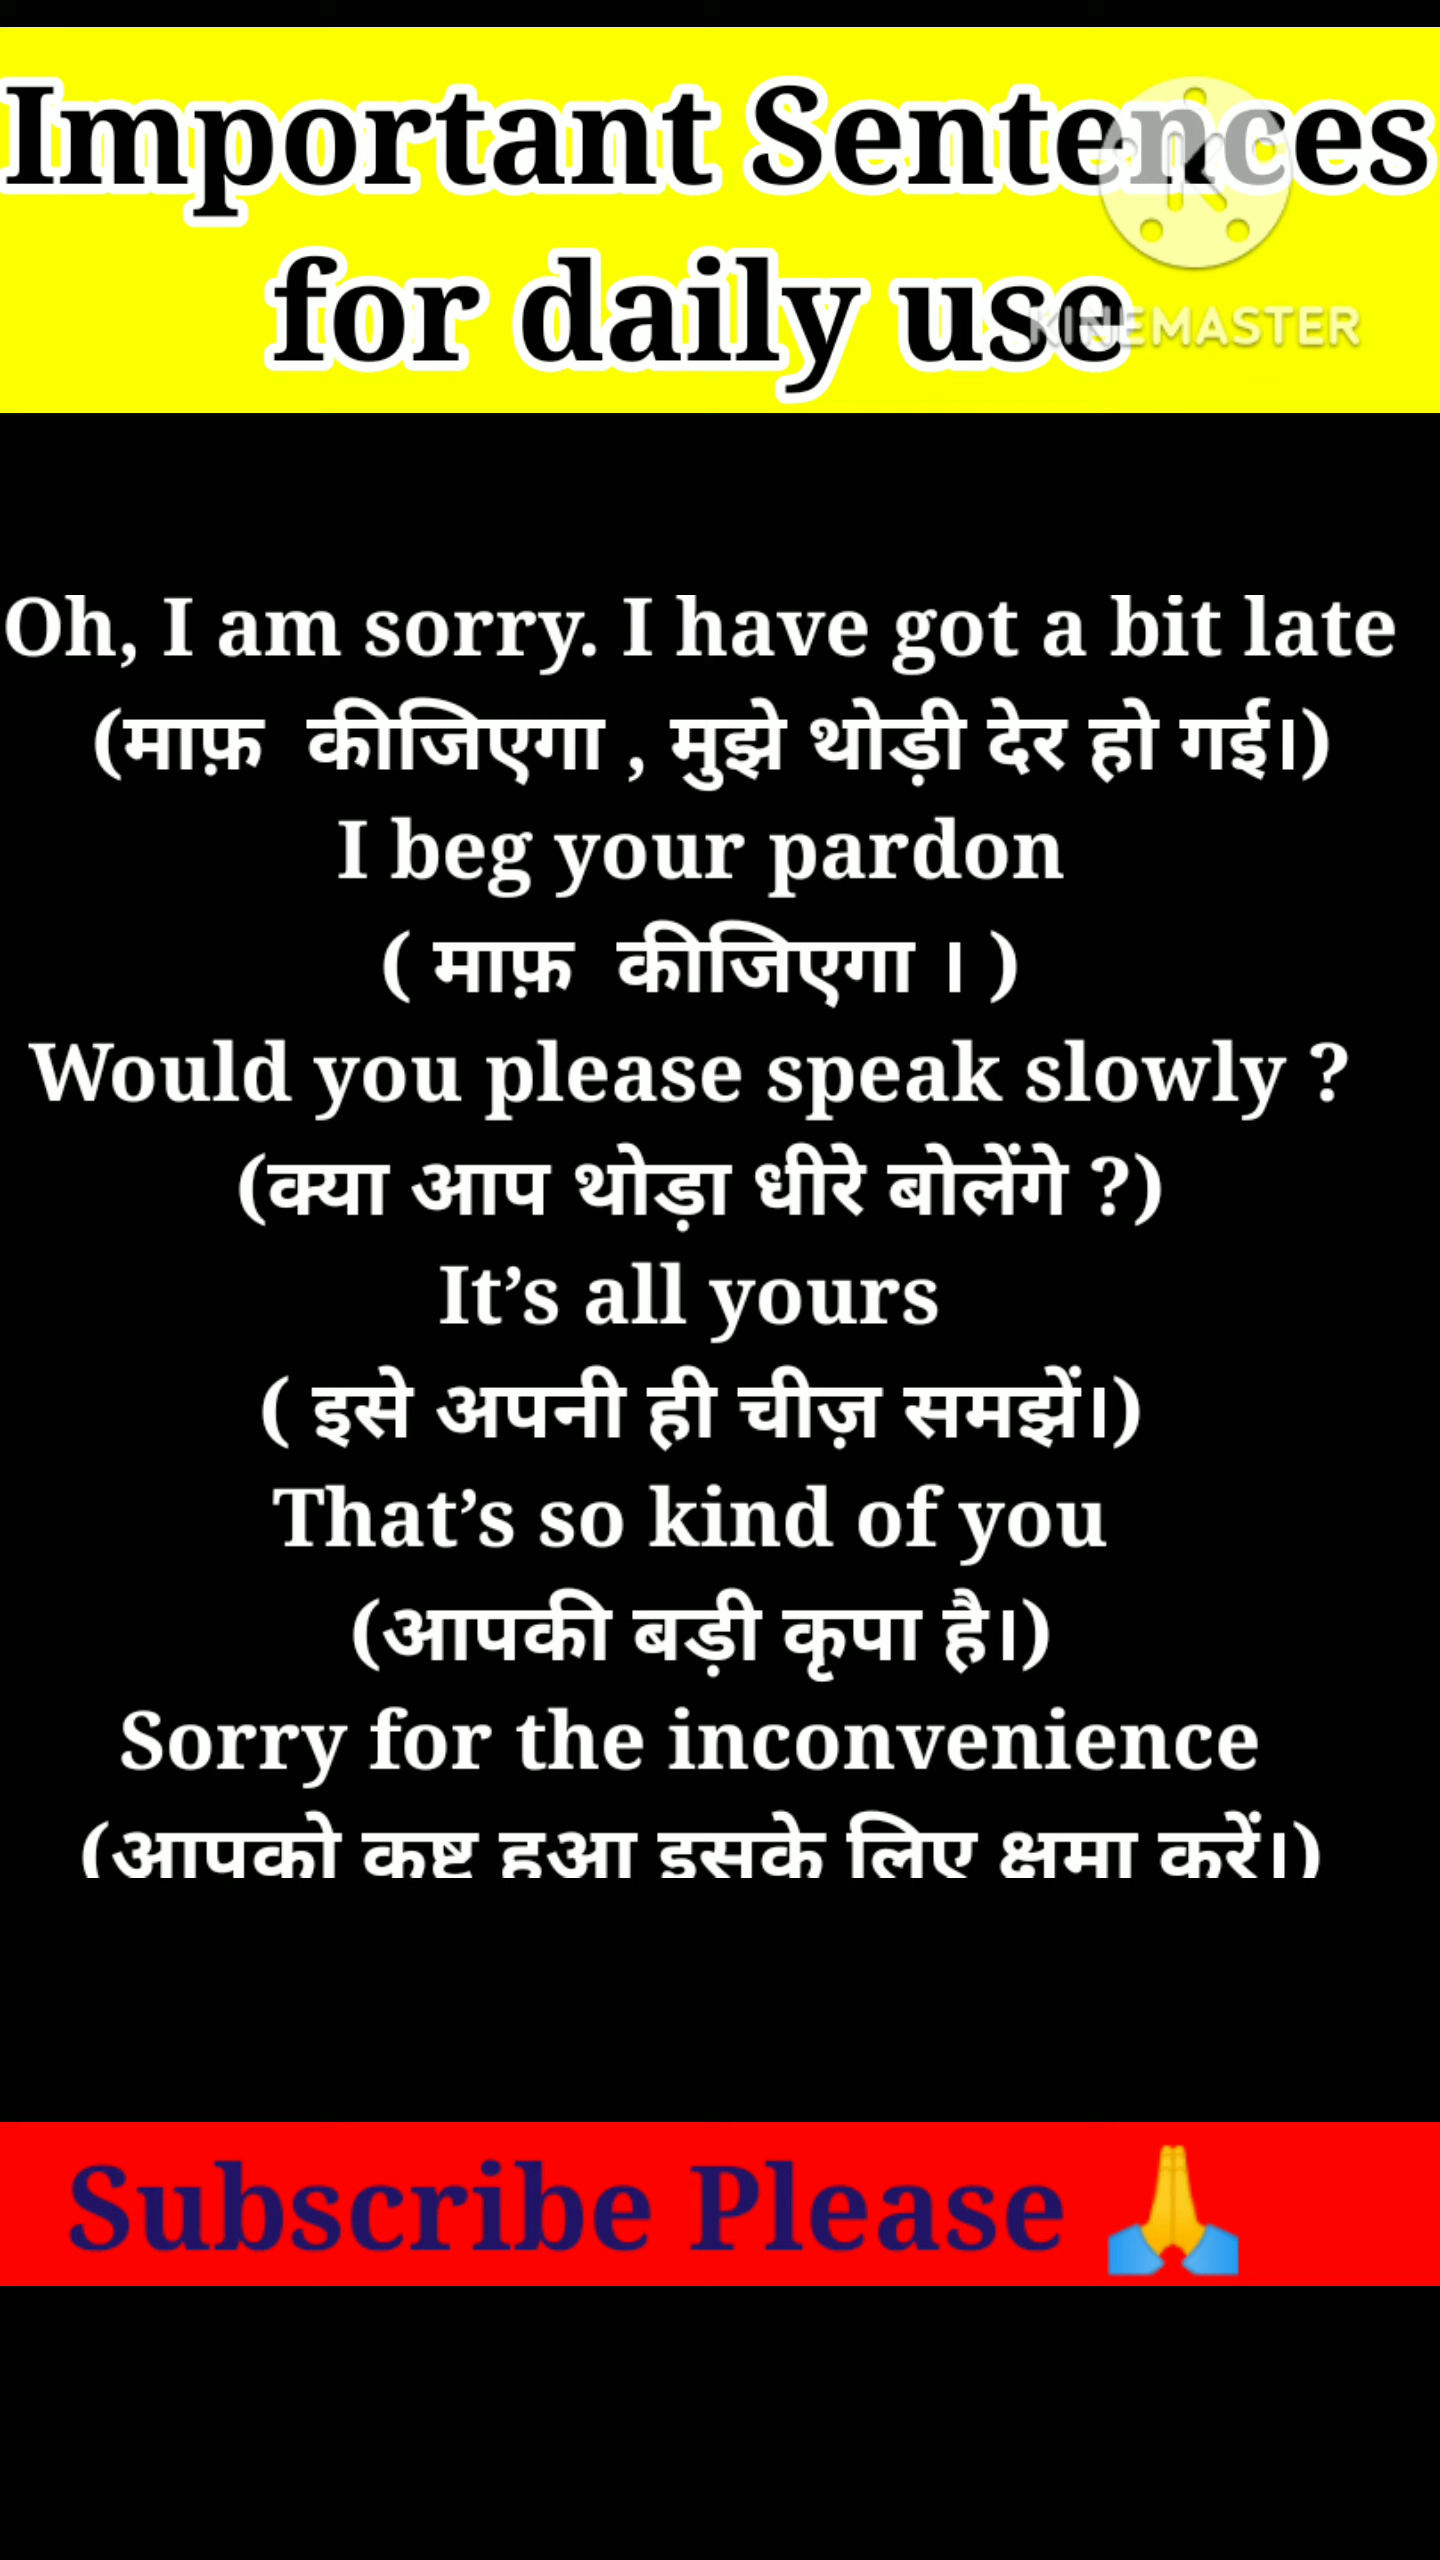 Important Sentences
for daily use
KINEMASTER
Oh, I am sorry. I have got a bit late
(माफ़  कीजिएगा , मुझे थोड़ी देर हो गई।)
I beg your pardon
( माफ़  कीजिएगा । )
Would you please speak slowly ?
(क्या आप थोड़ा धीरे बोलेंगे ?)
It’s all yours
( इसे अपनी ही चीज़ समझें।)
That’s so kind of you
(आपकी बड़ी कृपा है।)
Sorry for the inconvenience
(आपको कष्ट हुआ इसके लिए क्षमा करें।)
Subscribe Please 🙏